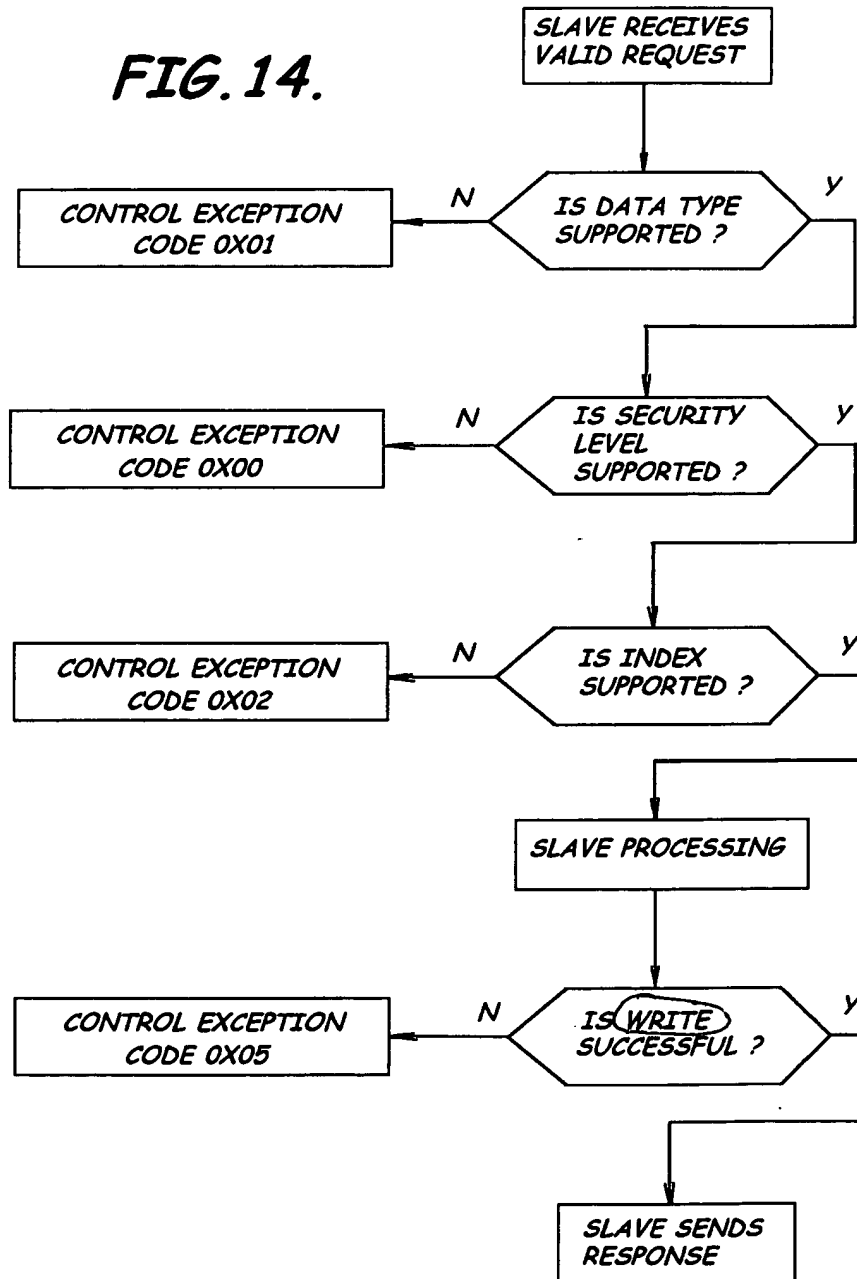 FIG. 14.
SLAVE RECEIVES
VALID REQUEST
IS DATA TYPE
SUPPORTED ?
N
Y
CONTROL EXCEPTION
CODE 0X01
IS SECURITY
LEVEL
SUPPORTED ?
N
Y
CONTROL EXCEPTION
CODE 0X00
IS INDEX
SUPPORTED ?
N
Y
CONTROL EXCEPTION
CODE 0X02
SLAVE PROCESSING
IS WRITE
SUCCESSFUL ?
N
Y
CONTROL EXCEPTION
CODE 0X05
SLAVE SENDS
RESPONSE